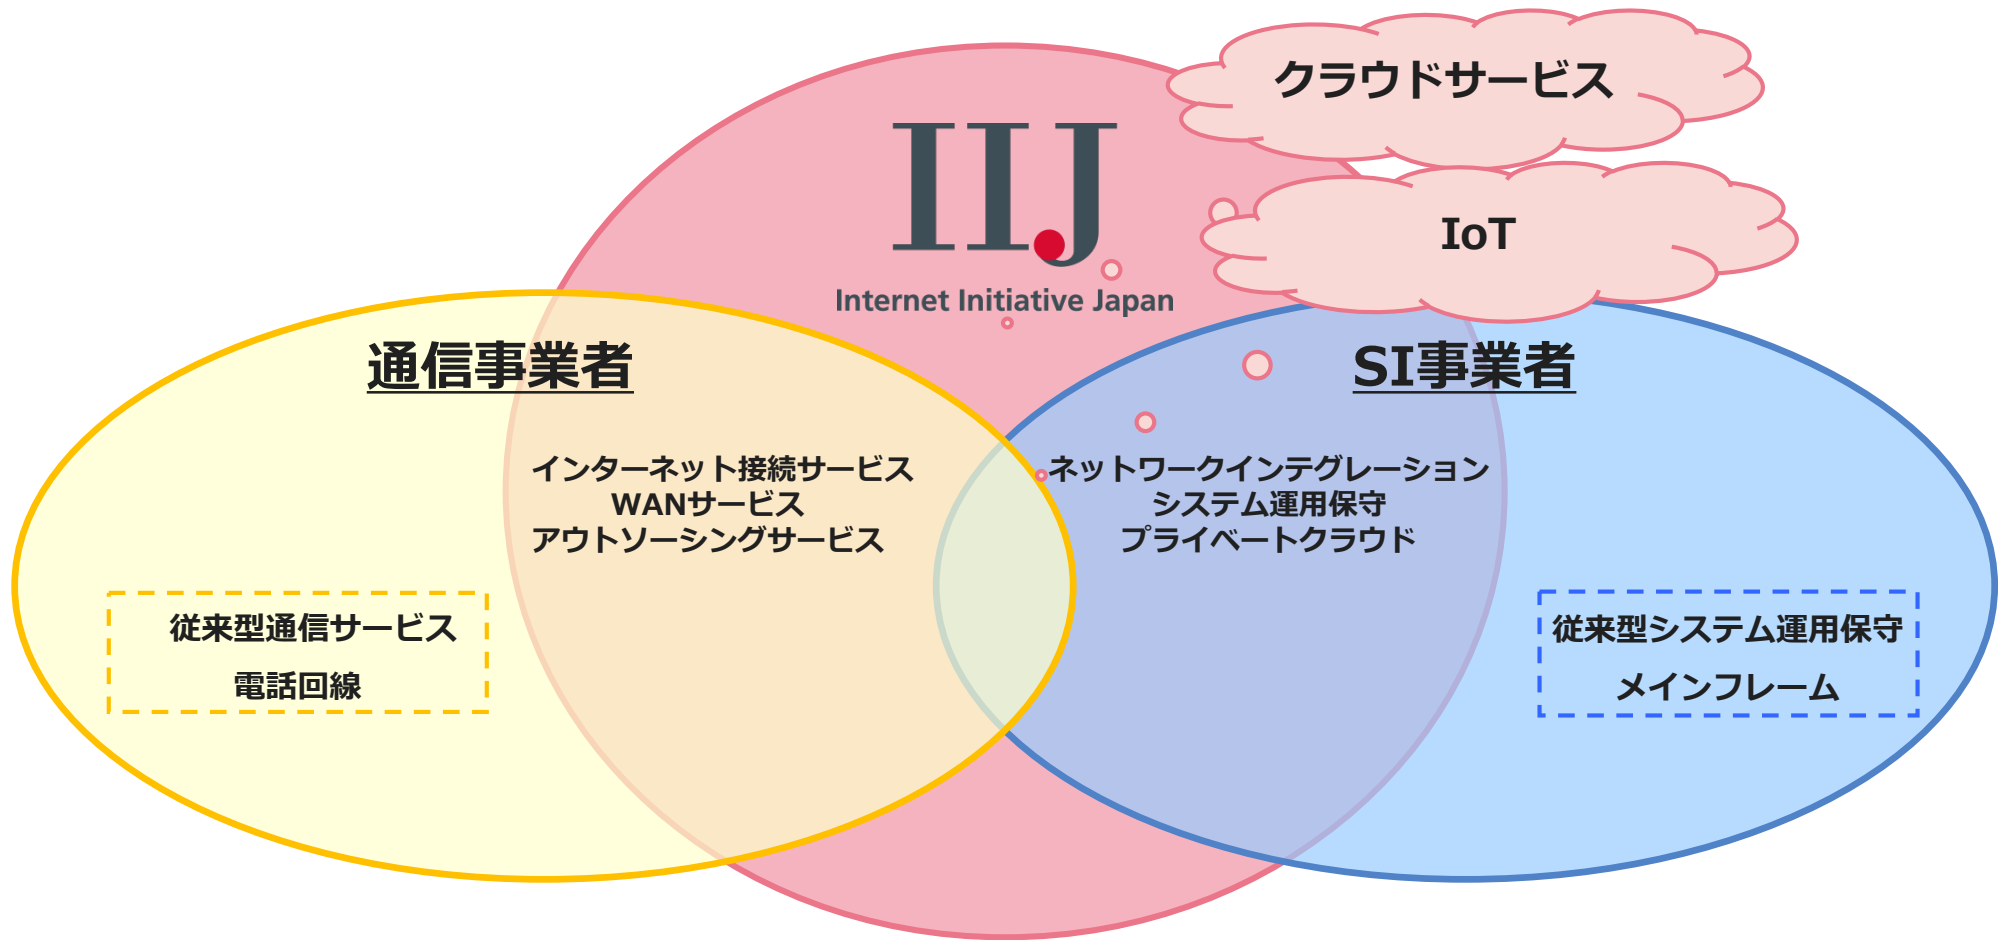 クラウドサービス
IoT
IIJ
Internet Initiative Japan
通信事業者
SI事業者
インターネット接続サービス
WANサービス
アウトソーシングサービス
ネットワークインテグレーション
システム運用保守
プライベートクラウド
従来型通信サービス
電話回線
従来型システム運用保守
メインフレーム